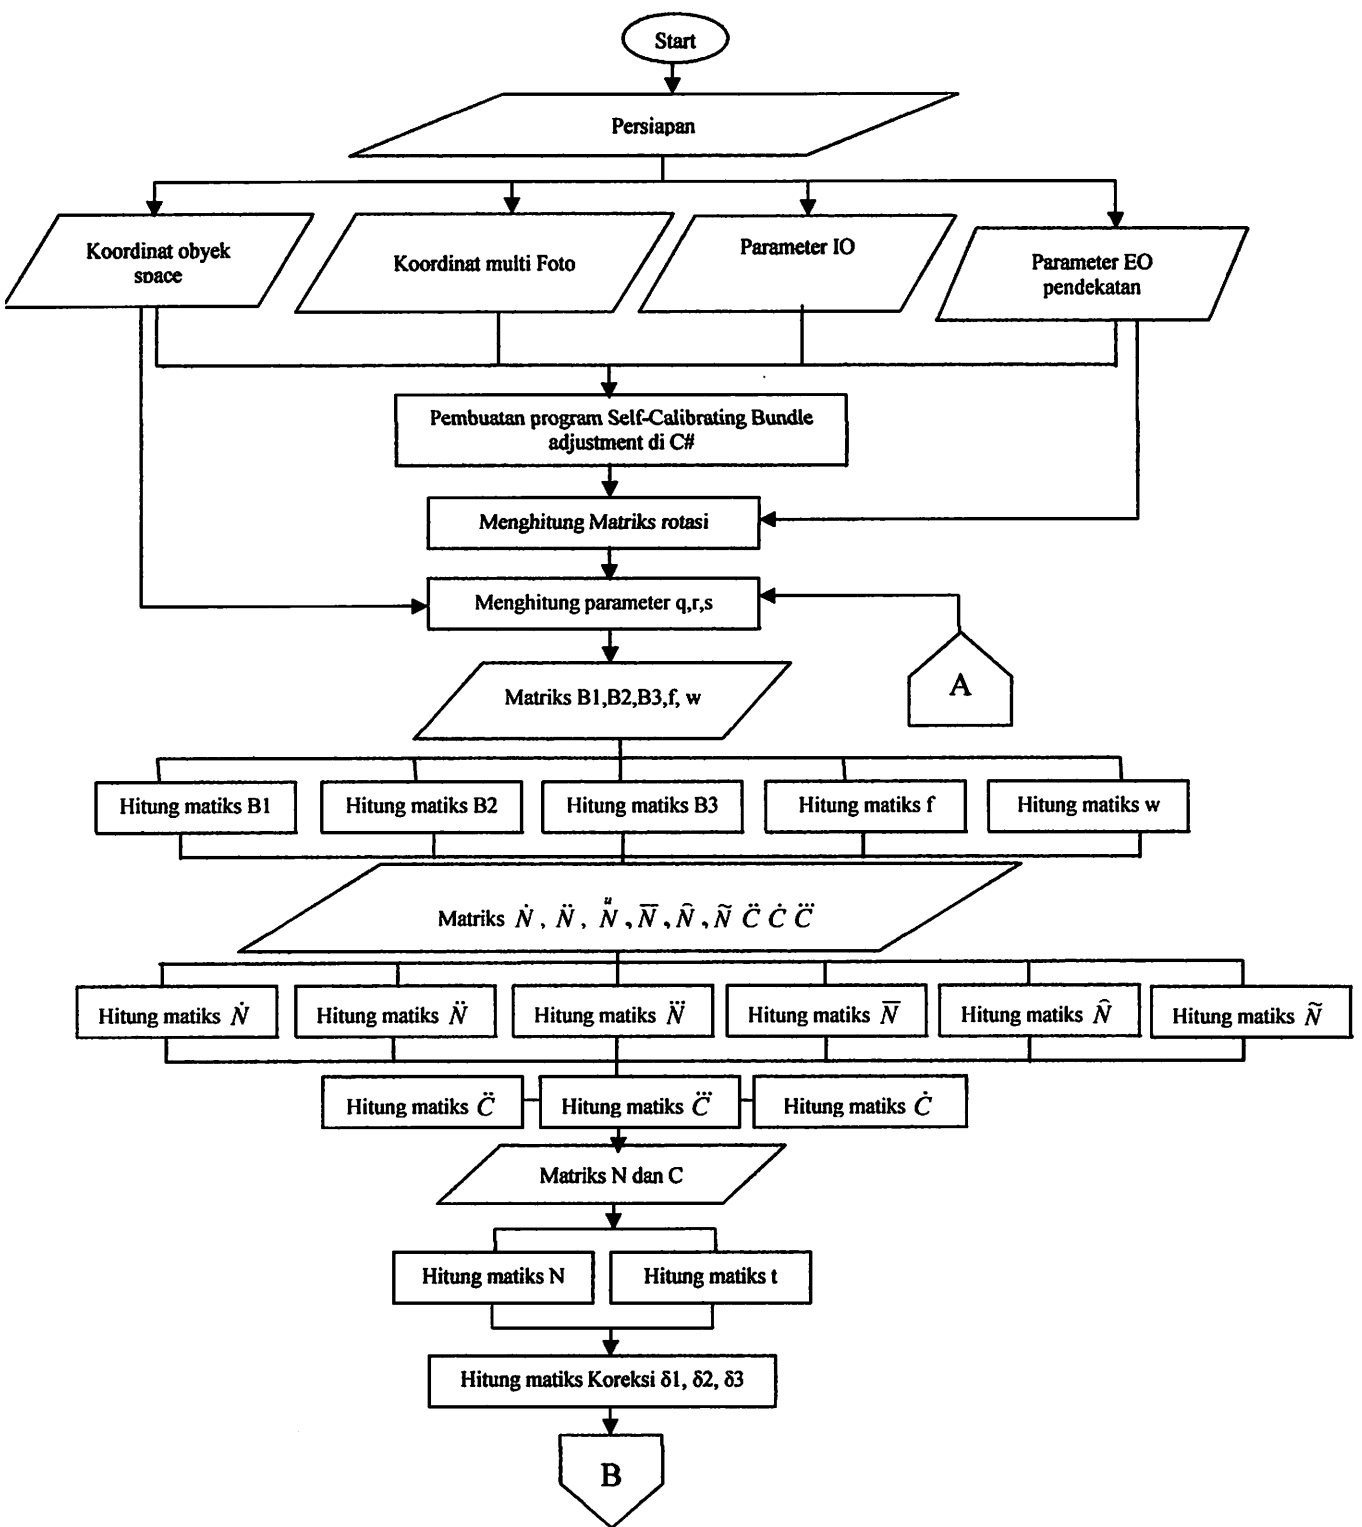 Start
Persiapan
Koordinat obyek
space
Koordinat multi Foto
Parameter IO
Parameter EO
pendekatan
Pembuatan program Self-Calibrating Bundle
adjustment di C#
Menghitung Matriks rotasi
Menghitung parameter q,r,s
A
Matriks B1,B2,B3,f, w
Hitung matiks B1
Hitung matiks B2
Hitung matiks B3
Hitung matiks f
Hitung matiks w
Matriks Ṅ , N̈ , N͏ͧ , N̅ , N̑ , Ñ C̈ Ċ C⃛
Hitung matiks Ṅ
Hitung matiks N̈
Hitung matiks N⃛
Hitung matiks N̅
Hitung matiks N̑
Hitung matiks Ñ
Hitung matiks C̈
Hitung matiks C⃛
Hitung matiks Ċ
Matriks N dan C
Hitung matiks N
Hitung matiks t
Hitung matiks Koreksi δ1, δ2, δ3
B